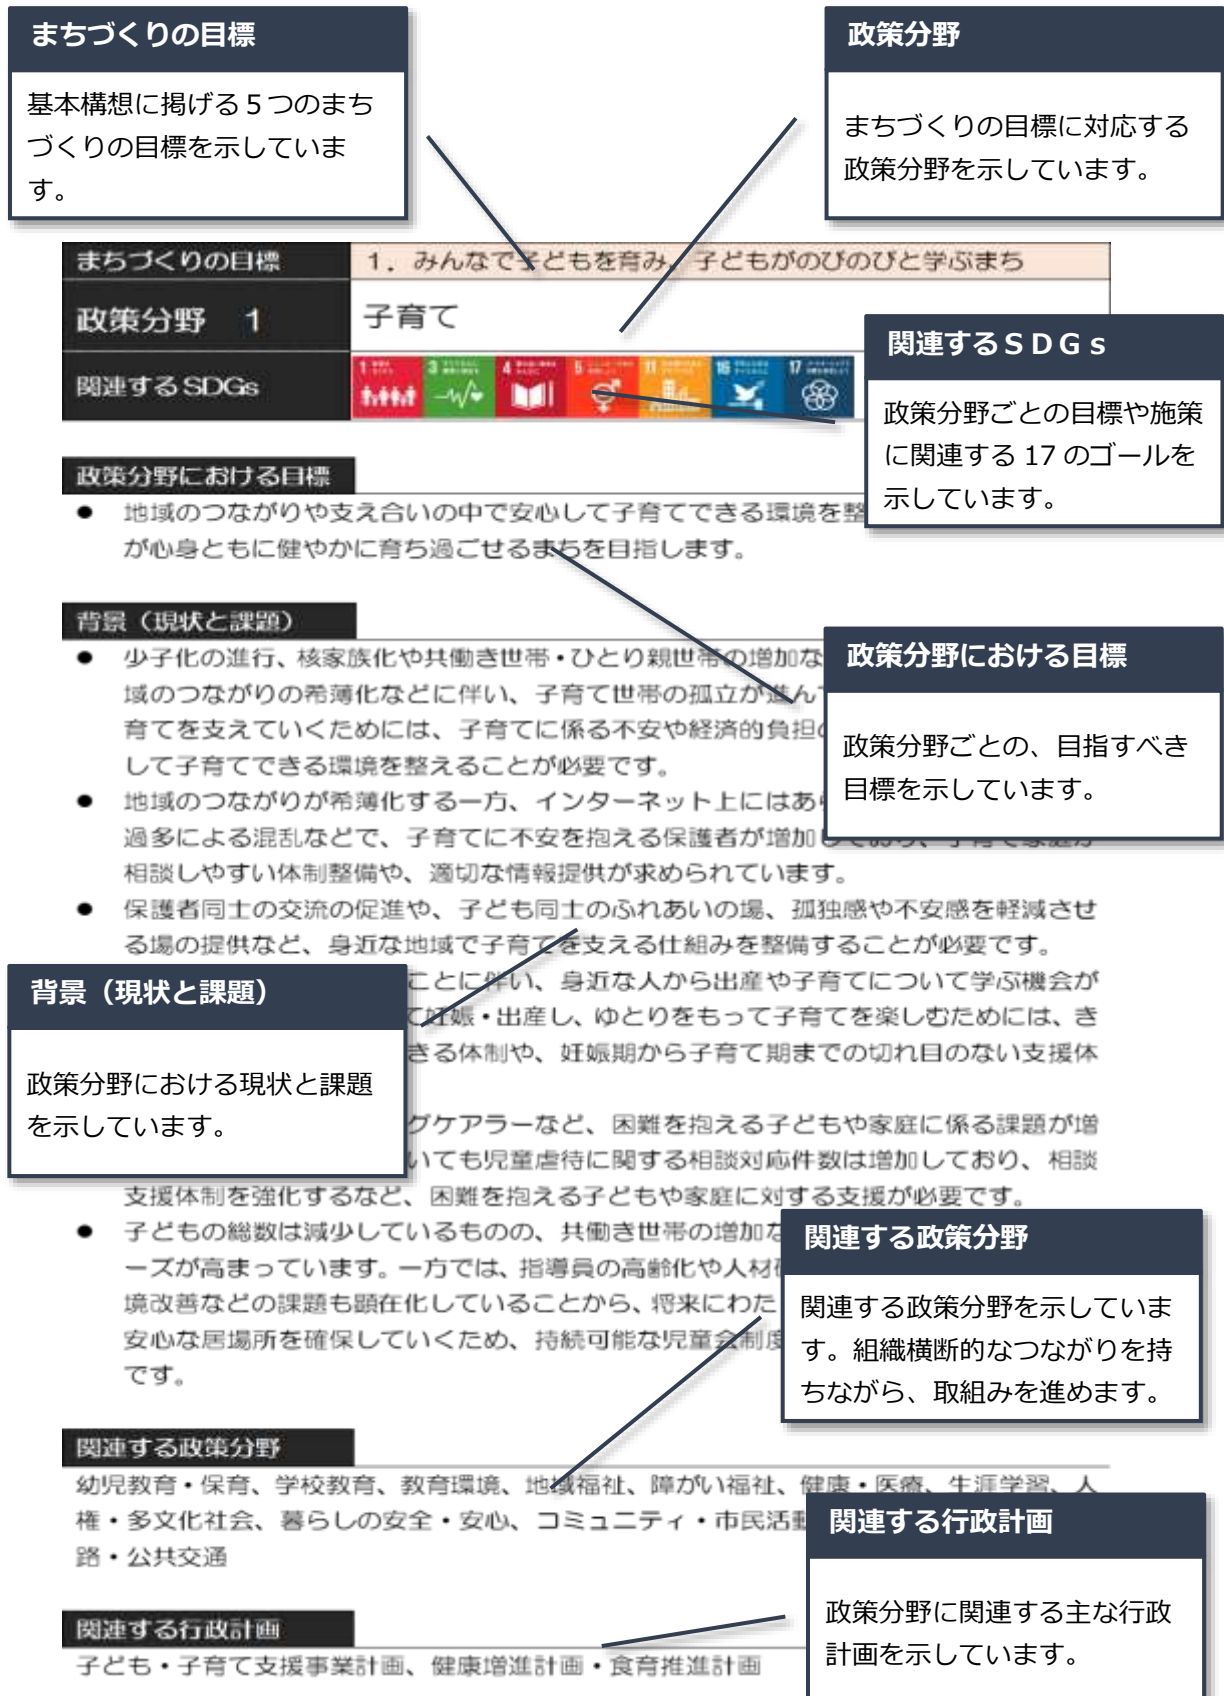 まちづくりの目標
基本構想に掲げる５つのまち
づくりの目標を示していま
す。
政策分野
まちづくりの目標に対応する
政策分野を示しています。
まちづくりの目標　1．みんなで子どもを育み、子どもがのびのびと学ぶまち
政策分野　1　子育て
関連するSDGs　1　3　4　5　11　16　17
関連するＳＤＧｓ
政策分野ごとの目標や施策
に関連する 17 のゴールを
示しています。
政策分野における目標
● 地域のつながりや支え合いの中で安心して子育てできる環境を整
が心身ともに健やかに育ち過ごせるまちを目指します。
政策分野における目標
政策分野ごとの、目指すべき
目標を示しています。
背景（現状と課題）
● 少子化の進行、核家族化や共働き世帯・ひとり親世帯の増加な
域のつながりの希薄化などに伴い、子育て世帯の孤立が進んで
育てを支えていくためには、子育てに係る不安や経済的負担
して子育てできる環境を整えることが必要です。
● 地域のつながりが希薄化する一方、インターネット上にはあ
過多による混乱などで、子育てに不安を抱える保護者が増加しており、子育て家庭が
相談しやすい体制整備や、適切な情報提供が求められています。
● 保護者同士の交流の促進や、子ども同士のふれあいの場、孤独感や不安感を軽減させ
る場の提供など、身近な地域で子育てを支える仕組みを整備することが必要です。
ことに伴い、身近な人から出産や子育てについて学ぶ機会が
て妊娠・出産し、ゆとりをもって子育てを楽しむためには、き
きる体制や、妊娠期から子育て期までの切れ目のない支援体
グケアラーなど、困難を抱える子どもや家庭に係る課題が増
いても児童虐待に関する相談対応件数は増加しており、相談
支援体制を強化するなど、困難を抱える子どもや家庭に対する支援が必要です。
● 子どもの総数は減少しているものの、共働き世帯の増加な
ーズが高まっています。一方では、指導員の高齢化や人材
境改善などの課題も顕在化していることから、将来にわた
安心な居場所を確保していくため、持続可能な児童会制度
です。
背景（現状と課題）
政策分野における現状と課題
を示しています。
関連する政策分野
関連する政策分野を示していま
す。組織横断的なつながりを持
ちながら、取組みを進めます。
関連する政策分野
幼児教育・保育、学校教育、教育環境、地域福祉、障がい福祉、健康・医療、生涯学習、人
権・多文化社会、暮らしの安全・安心、コミュニティ・市民活動
路・公共交通
関連する行政計画
政策分野に関連する主な行政
計画を示しています。
関連する行政計画
子ども・子育て支援事業計画、健康増進計画・食育推進計画